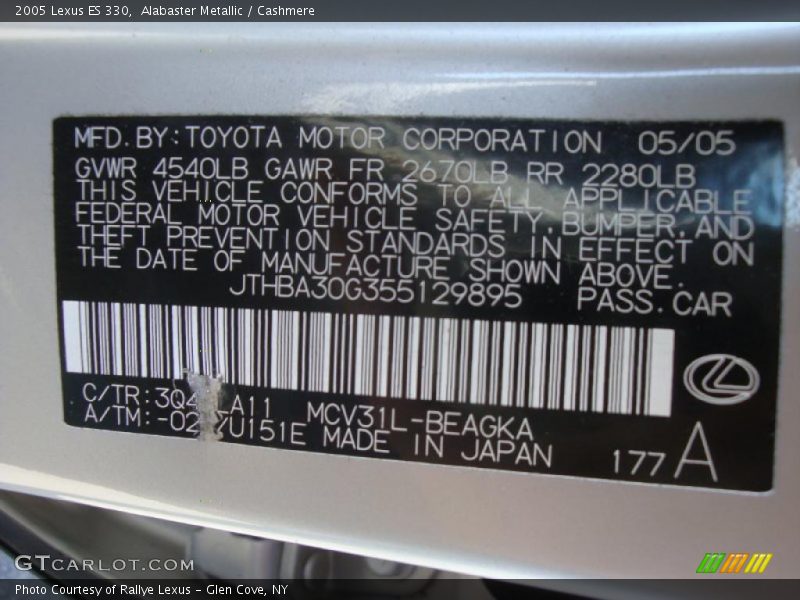 2005 Lexus ES 330, Alabaster Metallic / Cashmere
MFD. BY: TOYOTA MOTOR CORPORATION 05/05
GVWR 4540LB GAWR FR 2670LB RR 2280LB
THIS VEHICLE CONFORMS TO ALL APPLICABLE
FEDERAL MOTOR VEHICLE SAFETY, BUMPER, AND
THEFT PREVENTION STANDARDS IN EFFECT ON
THE DATE OF MANUFACTURE SHOWN ABOVE.
JTHBA30G355129895 PASS. CAR
C/TR: A11 MCV31L-BEAGKA
A/TM: U151E MADE IN JAPAN
177 A
GTCARLOT.COM
Photo Courtesy of Rallye Lexus - Glen Cove, NY